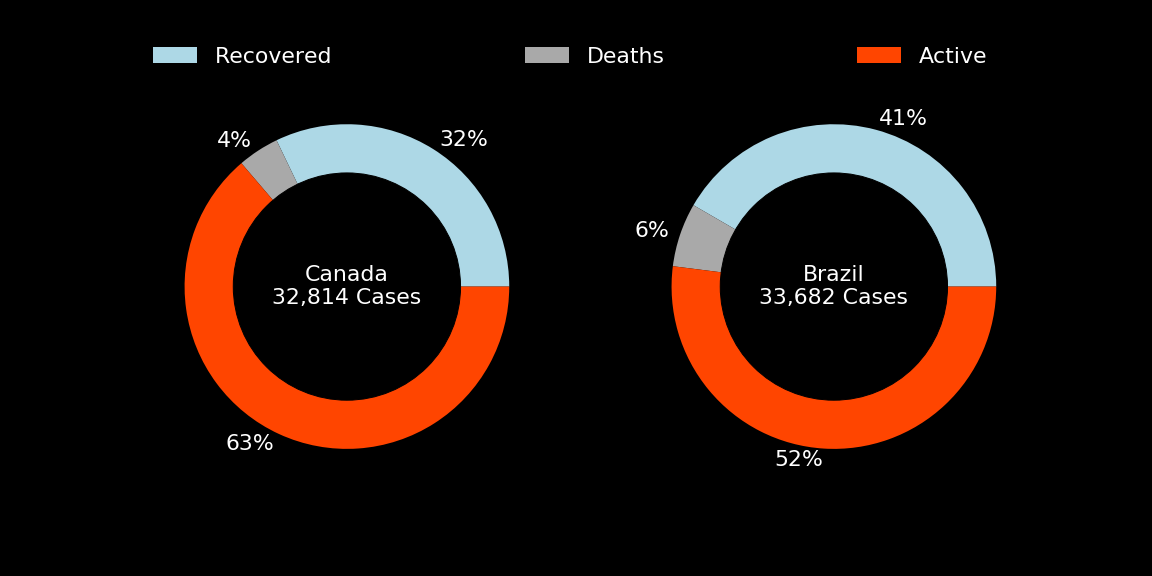 Recovered
Deaths
Active
4%
32%
Canada
32,814 Cases
63%
41%
6%
Brazil
33,682 Cases
52%